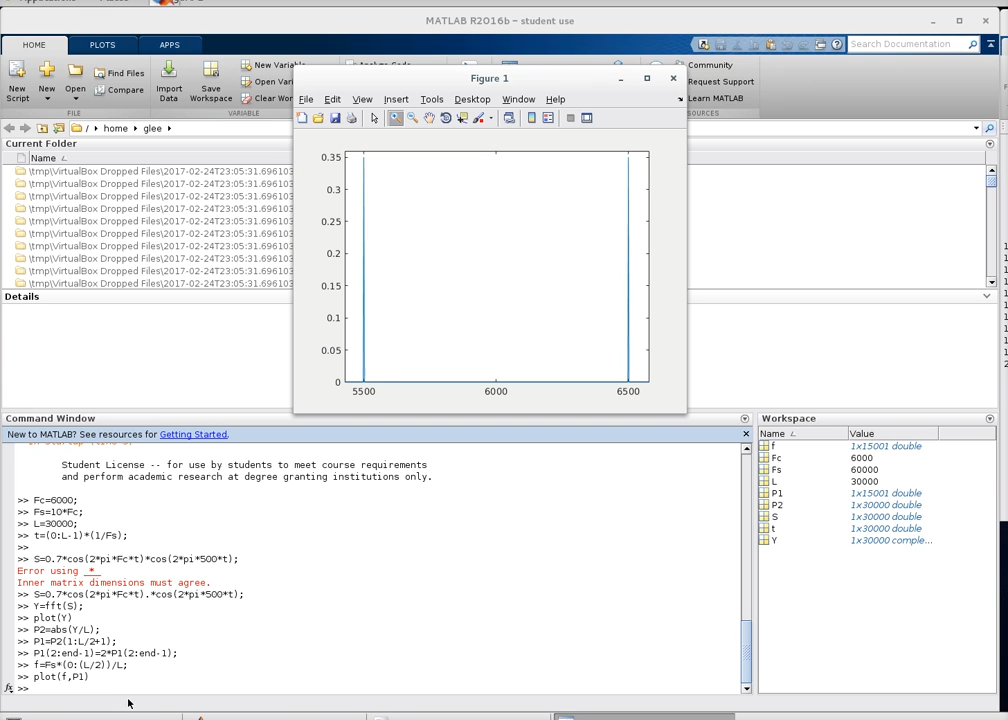 MATLAB R2016b - student use
HOME PLOTS APPS
Search Documentation
New Script
New
Open
Find Files
Compare
Import Data
Save Workspace
New Variable
Open Vari
Clear Wor
Community
Request Support
Learn MATLAB
FILE
VARIABLE
/ home glee
Current Folder
Name
\tmp\VirtualBox Dropped Files\2017-02-24T23:05:31.696103
\tmp\VirtualBox Dropped Files\2017-02-24T23:05:31.696103
\tmp\VirtualBox Dropped Files\2017-02-24T23:05:31.696103
\tmp\VirtualBox Dropped Files\2017-02-24T23:05:31.696103
\tmp\VirtualBox Dropped Files\2017-02-24T23:05:31.696103
\tmp\VirtualBox Dropped Files\2017-02-24T23:05:31.696103
\tmp\VirtualBox Dropped Files\2017-02-24T23:05:31.696103
\tmp\VirtualBox Dropped Files\2017-02-24T23:05:31.696103
\tmp\VirtualBox Dropped Files\2017-02-24T23:05:31.696103
\tmp\VirtualBox Dropped Files\2017-02-24T23:05:31.696103
Details
Figure 1
File Edit View Insert Tools Desktop Window Help
0.35
0.3
0.25
0.2
0.15
0.1
0.05
0
5500 6000 6500
Command Window
New to MATLAB? See resources for Getting Started.
Student License -- for use by students to meet course requirements
and perform academic research at degree granting institutions only.
>> Fc=6000;
>> Fs=10*Fc;
>> L=30000;
>> t=(0:L-1)*(1/Fs);
>>
>> S=0.7*cos(2*pi*Fc*t)*cos(2*pi*500*t);
Error using *
Inner matrix dimensions must agree.
>> S=0.7*cos(2*pi*Fc*t).*cos(2*pi*500*t);
>> Y=fft(S);
>> plot(Y)
>> P2=abs(Y/L);
>> P1=P2(1:L/2+1);
>> P1(2:end-1)=2*P1(2:end-1);
>> f=Fs*(0:(L/2))/L;
>> plot(f,P1)
fx >>
Workspace
Name Value
f 1x15001 double
Fc 6000
Fs 60000
L 30000
P1 1x15001 double
P2 1x30000 double
S 1x30000 double
t 1x30000 double
Y 1x30000 comple...